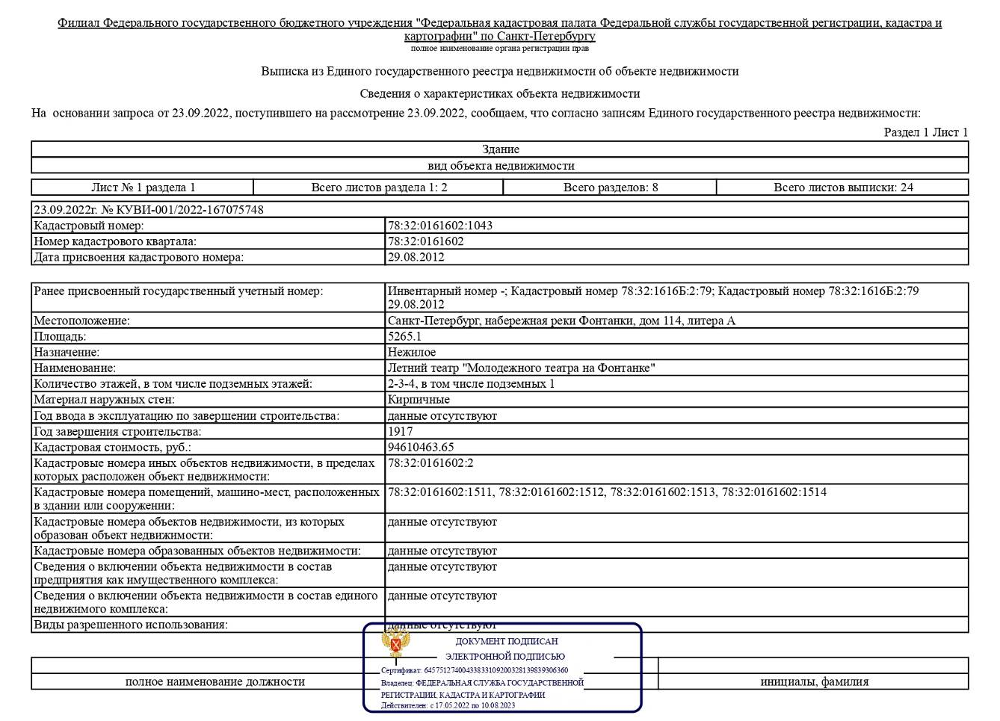 Филиал Федерального государственного бюджетного учреждения "Федеральная кадастровая палата Федеральной службы государственной регистрации, кадастра и
картографии" по Санкт-Петербургу
полное наименование органа регистрации прав
Выписка из Единого государственного реестра недвижимости об объекте недвижимости
Сведения о характеристиках объекта недвижимости
На основании запроса от 23.09.2022, поступившего на рассмотрение 23.09.2022, сообщаем, что согласно записям Единого государственного реестра недвижимости:
Раздел 1 Лист 1
Здание
вид объекта недвижимости
Лист № 1 раздела 1 Всего листов раздела 1: 2 Всего разделов: 8 Всего листов выписки: 24
23.09.2022г. № КУВИ-001/2022-167075748
Кадастровый номер: 78:32:0161602:1043
Номер кадастрового квартала: 78:32:0161602
Дата присвоения кадастрового номера: 29.08.2012
Ранее присвоенный государственный учетный номер: Инвентарный номер -; Кадастровый номер 78:32:1616Б:2:79; Кадастровый номер 78:32:1616Б:2:79
29.08.2012
Местоположение: Санкт-Петербург, набережная реки Фонтанки, дом 114, литера А
Площадь: 5265.1
Назначение: Нежилое
Наименование: Летний театр "Молодежного театра на Фонтанке"
Количество этажей, в том числе подземных этажей: 2-3-4, в том числе подземных 1
Материал наружных стен: Кирпичные
Год ввода в эксплуатацию по завершении строительства: данные отсутствуют
Год завершения строительства: 1917
Кадастровая стоимость, руб.: 94610463.65
Кадастровые номера иных объектов недвижимости, в пределах 78:32:0161602:2
которых расположен объект недвижимости:
Кадастровые номера помещений, машино-мест, расположенных 78:32:0161602:1511, 78:32:0161602:1512, 78:32:0161602:1513, 78:32:0161602:1514
в здании или сооружении:
Кадастровые номера объектов недвижимости, из которых данные отсутствуют
образован объект недвижимости:
Кадастровые номера образованных объектов недвижимости: данные отсутствуют
Сведения о включении объекта недвижимости в состав данные отсутствуют
предприятия как имущественного комплекса:
Сведения о включении объекта недвижимости в состав единого данные отсутствуют
недвижимого комплекса:
Виды разрешенного использования: данные отсутствуют
ДОКУМЕНТ ПОДПИСАН
ЭЛЕКТРОННОЙ ПОДПИСЬЮ
Сертификат: 64575127400433833109200328139839306360
Владелец: ФЕДЕРАЛЬНАЯ СЛУЖБА ГОСУДАРСТВЕННОЙ
РЕГИСТРАЦИИ, КАДАСТРА И КАРТОГРАФИИ
Действителен: с 17.05.2022 по 10.08.2023
полное наименование должности инициалы, фамилия